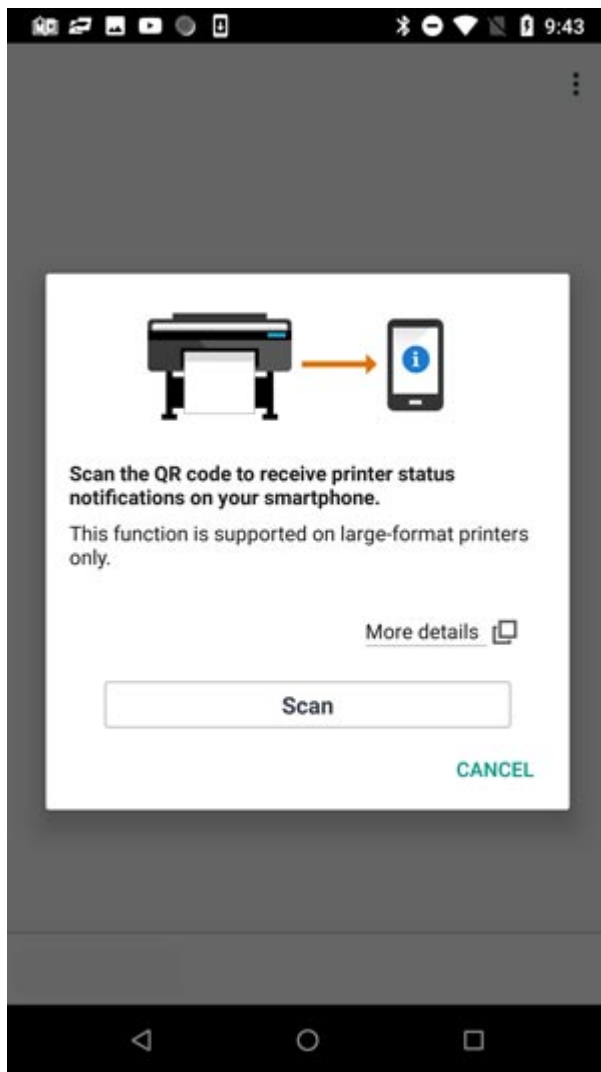 9:43
Scan the QR code to receive printer status
notifications on your smartphone.
This function is supported on large-format printers
only.
More details
Scan
CANCEL